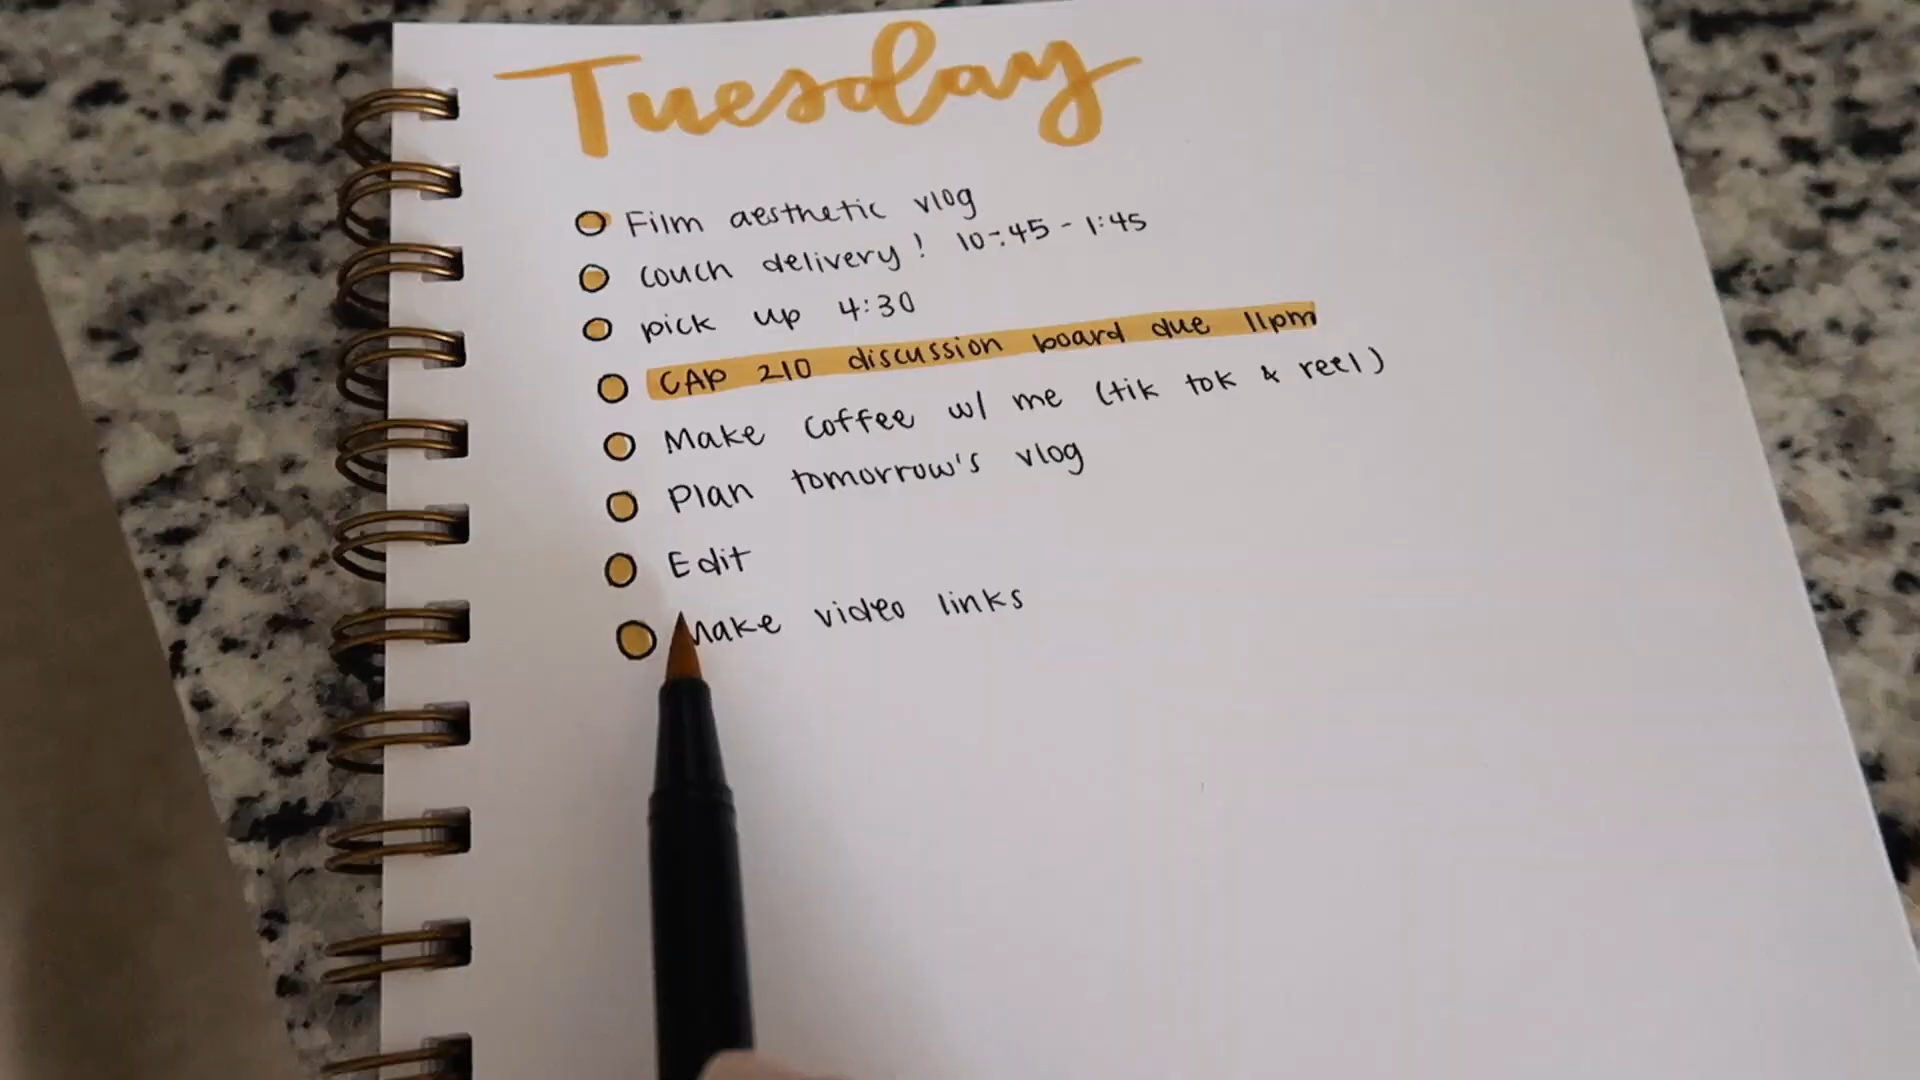 Tuesday
Film aesthetic vlog
couch delivery! 10:45 - 1:45
pick up 4:30
CAP 210 discussion board due 11pm
Make coffee w/ me (tik tok & reel)
Plan tomorrow's vlog
Edit
Make video links